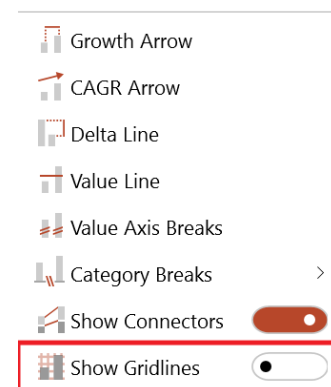 Growth Arrow
CAGR Arrow
Delta Line
Value Line
Value Axis Breaks
Category Breaks
Show Connectors
Show Gridlines